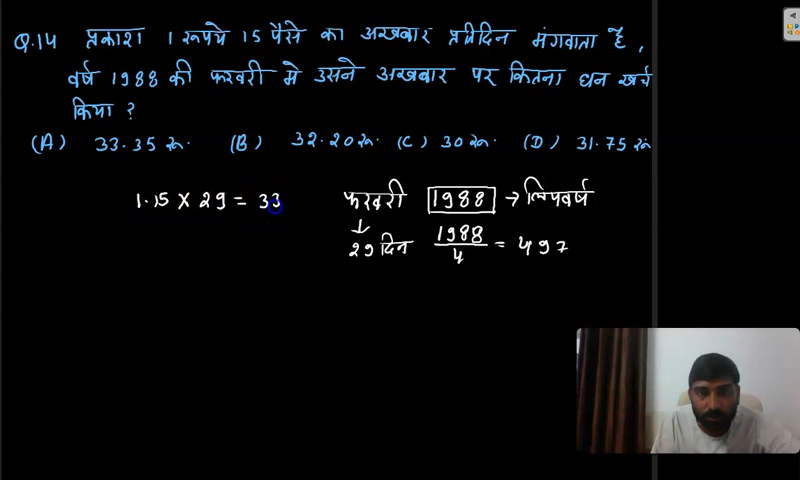 Q.14 प्रकाश 1 रूपये 15 पैसे का अखबार प्रतिदिन मंगवाता है,
वर्ष 1988 की फरवरी मे उसने अखबार पर कितना धन खर्च
किया ?
(A) 33.35 रू. (B) 32.20 रू. (C) 30 रू. (D) 31.75 रू
1.15 × 29 = 33 फरवरी 1988 → लिपवर्ष
↓
29 दिन 1988/4 = 497